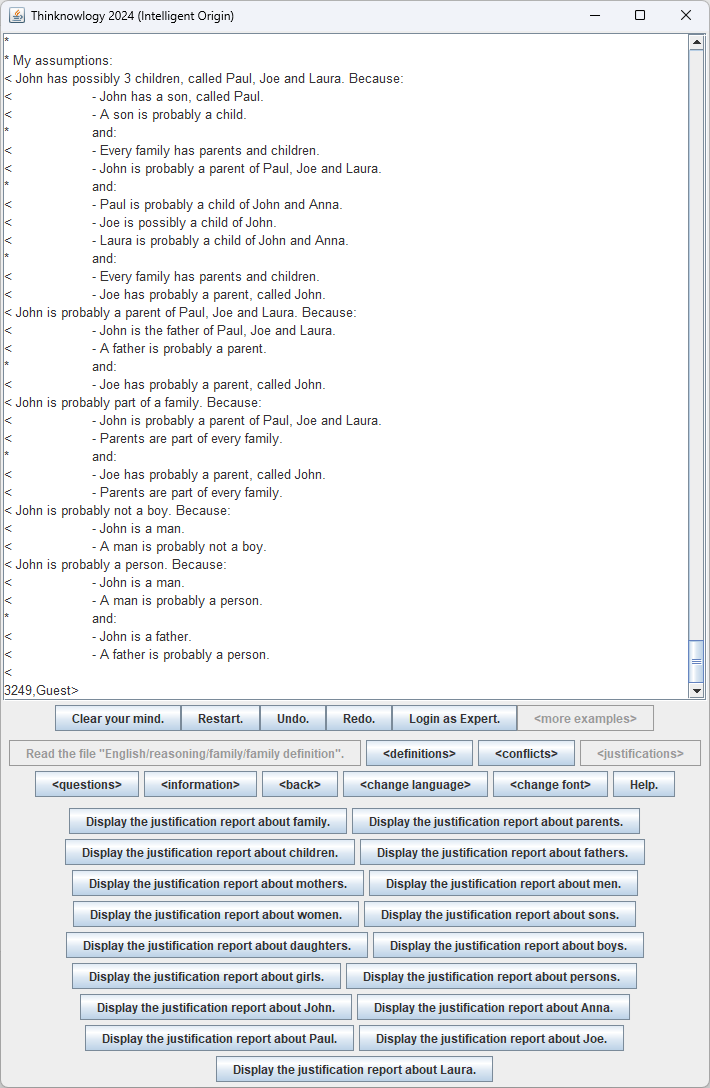 Thinknowlogy 2024 (Intelligent Origin)
*
* My assumptions:
< John has possibly 3 children, called Paul, Joe and Laura. Because:
< - John has a son, called Paul.
< - A son is probably a child.
* and:
< - Every family has parents and children.
< - John is probably a parent of Paul, Joe and Laura.
* and:
< - Paul is probably a child of John and Anna.
< - Joe is possibly a child of John.
< - Laura is probably a child of John and Anna.
* and:
< - Every family has parents and children.
< - Joe has probably a parent, called John.
< John is probably a parent of Paul, Joe and Laura. Because:
< - John is the father of Paul, Joe and Laura.
< - A father is probably a parent.
* and:
< - Joe has probably a parent, called John.
< John is probably part of a family. Because:
< - John is probably a parent of Paul, Joe and Laura.
< - Parents are part of every family.
* and:
< - Joe has probably a parent, called John.
< - Parents are part of every family.
< John is probably not a boy. Because:
< - John is a man.
< - A man is probably not a boy.
< John is probably a person. Because:
< - John is a man.
< - A man is probably a person.
* and:
< - John is a father.
< - A father is probably a person.
<
3249,Guest>
Clear your mind. Restart. Undo. Redo. Login as Expert. <more examples>
Read the file "English/reasoning/family/family definition". <definitions> <conflicts> <justifications>
<questions> <information> <back> <change language> <change font> Help.
Display the justification report about family. Display the justification report about parents.
Display the justification report about children. Display the justification report about fathers.
Display the justification report about mothers. Display the justification report about men.
Display the justification report about women. Display the justification report about sons.
Display the justification report about daughters. Display the justification report about boys.
Display the justification report about girls. Display the justification report about persons.
Display the justification report about John. Display the justification report about Anna.
Display the justification report about Paul. Display the justification report about Joe.
Display the justification report about Laura.